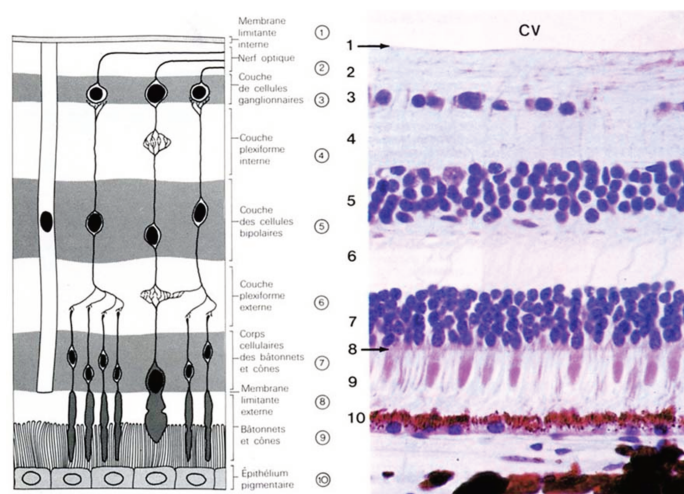 Membrane
limitante
interne
①
Nerf optique
②
Couche
de cellules
ganglionnaires
③
Couche
plexiforme
interne
④
Couche
des cellules
bipolaires
⑤
Couche
plexiforme
externe
⑥
Corps
cellulaires
des bâtonnets
et cônes
⑦
Membrane
limitante
externe
⑧
Bâtonnets
et cônes
⑨
Épithélium
pigmentaire
⑩
CV
1
2
3
4
5
6
7
8
9
10